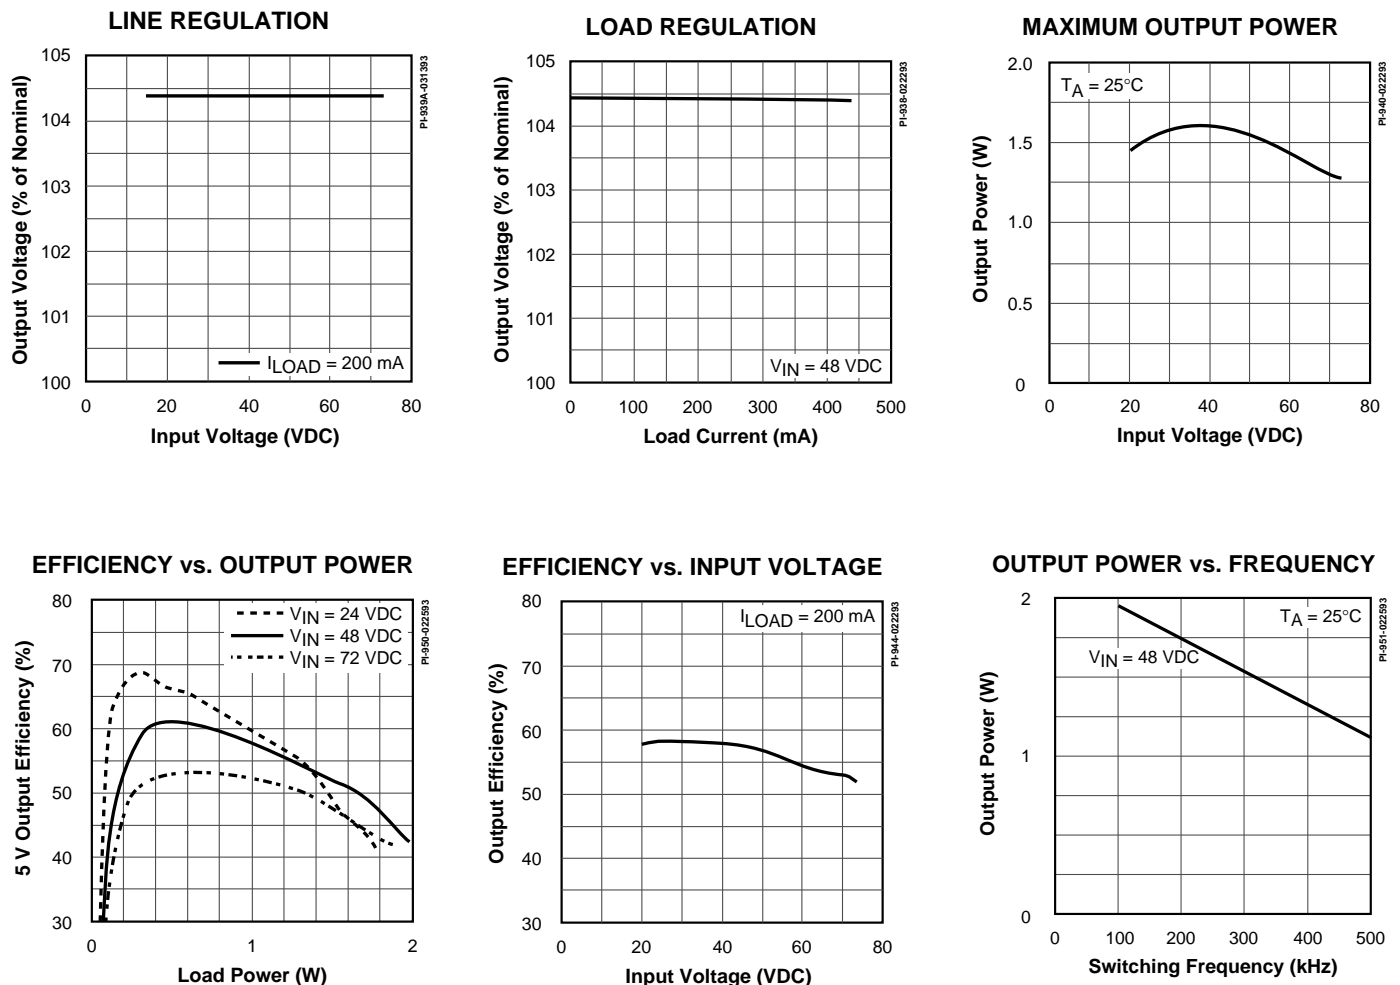 LINE REGULATION
Output Voltage (% of Nominal)
105
104
103
102
101
100
0 20 40 60 80
Input Voltage (VDC)
ILOAD = 200 mA
PI-939A-031393
LOAD REGULATION
Output Voltage (% of Nominal)
105
104
103
102
101
100
0 100 200 300 400 500
Load Current (mA)
VIN = 48 VDC
PI-938-022293
MAXIMUM OUTPUT POWER
Output Power (W)
2.0
1.5
1.0
0.5
0
0 20 40 60 80
Input Voltage (VDC)
TA = 25°C
PI-940-022293
EFFICIENCY vs. OUTPUT POWER
5 V Output Efficiency (%)
80
70
60
50
40
30
0 1 2
Load Power (W)
VIN = 24 VDC
VIN = 48 VDC
VIN = 72 VDC
PI-950-022593
EFFICIENCY vs. INPUT VOLTAGE
Output Efficiency (%)
80
70
60
50
40
30
0 20 40 60 80
Input Voltage (VDC)
ILOAD = 200 mA
PI-944-022293
OUTPUT POWER vs. FREQUENCY
Output Power (W)
2
1
0
0 100 200 300 400 500
Switching Frequency (kHz)
TA = 25°C
VIN = 48 VDC
PI-951-022593